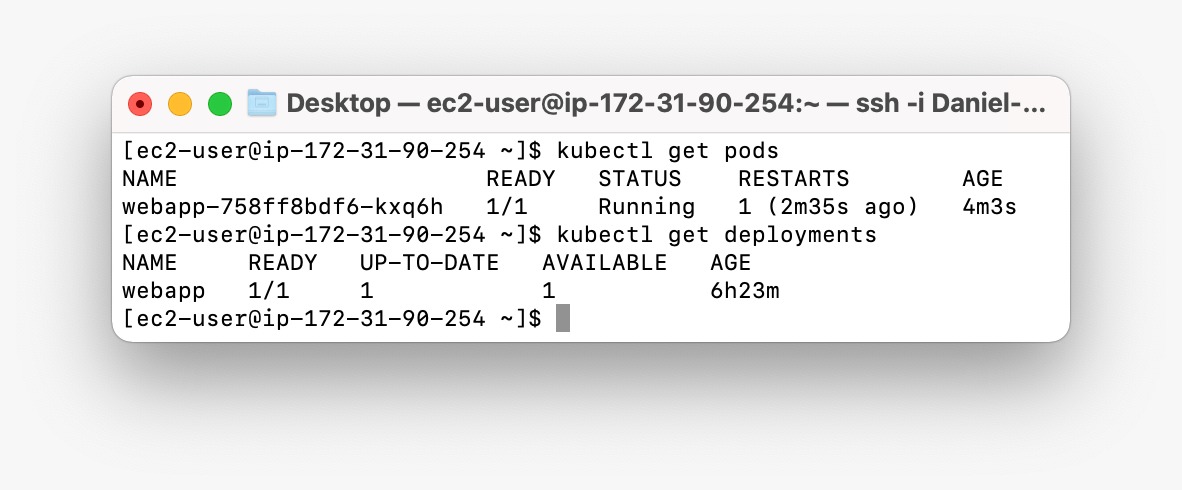 Desktop — ec2-user@ip-172-31-90-254:~ — ssh -i Daniel-...
[ec2-user@ip-172-31-90-254 ~]$ kubectl get pods
NAME                      READY   STATUS    RESTARTS        AGE
webapp-758ff8bdf6-kxq6h   1/1     Running   1 (2m35s ago)   4m3s
[ec2-user@ip-172-31-90-254 ~]$ kubectl get deployments
NAME     READY   UP-TO-DATE   AVAILABLE   AGE
webapp   1/1     1            1           6h23m
[ec2-user@ip-172-31-90-254 ~]$